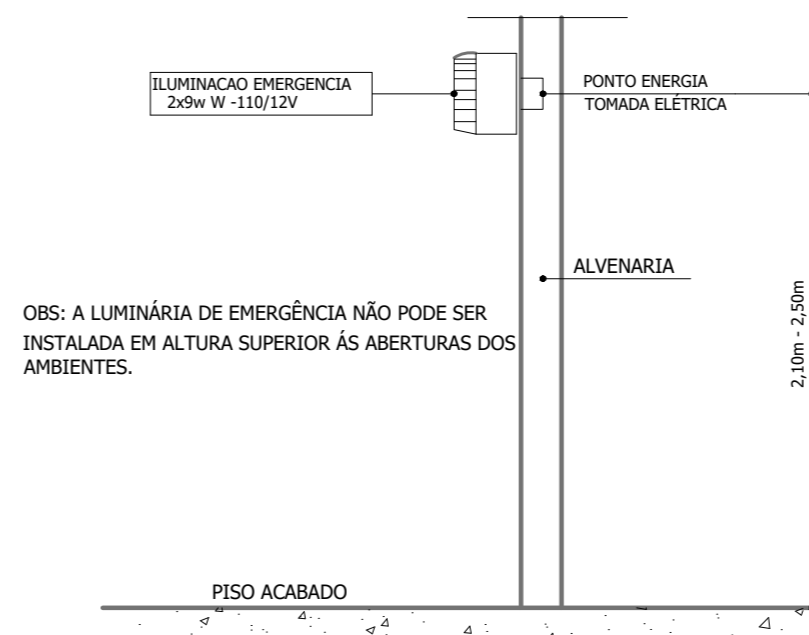 ILUMINACAO EMERGENCIA
2x9w W -110/12V
PONTO ENERGIA
TOMADA ELÉTRICA
ALVENARIA
2,10m - 2,50m
OBS: A LUMINÁRIA DE EMERGÊNCIA NÃO PODE SER
INSTALADA EM ALTURA SUPERIOR ÁS ABERTURAS DOS
AMBIENTES.
PISO ACABADO